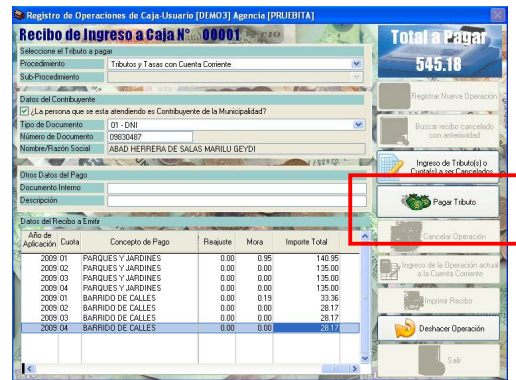 Registro de Operaciones de Caja-Usuario [DEMO3] Agencia [PRUEBITA]
Recibo de Ingreso a Caja N° 00001
Seleccione el Tributo a pagar
Procedimiento Tributos y Tasas con Cuenta Corriente
Sub-Procedimiento
Datos del Contribuyente
¿La persona que se esta atendiendo es Contribuyente de la Municipalidad?
Tipo de Documento 01 - DNI
Número de Documento 09830487
Nombre/Razón Social ABAD HERRERA DE SALAS MARILU GEYDI
Otros Datos del Pago
Documento Interno
Descripción
Datos del Recibo a Emitir
Año de Aplicación Cuota Concepto de Pago Reajuste Mora Importe Total
2009 01 PARQUES Y JARDINES 0.00 0.95 140.95
2009 02 PARQUES Y JARDINES 0.00 0.00 135.00
2009 03 PARQUES Y JARDINES 0.00 0.00 135.00
2009 04 PARQUES Y JARDINES 0.00 0.00 135.00
2009 01 BARRIDO DE CALLES 0.00 0.19 33.36
2009 02 BARRIDO DE CALLES 0.00 0.00 28.17
2009 03 BARRIDO DE CALLES 0.00 0.00 28.17
2009 04 BARRIDO DE CALLES 0.00 0.00 28.17
Total a Pagar
545.18
Registrar Nueva Operación
Buscar recibo cancelado
con anterioridad
Ingreso de Tributo(s) o
Cuota(s) a ser Cancelados
Pagar Tributo
Cancelar Operación
Ingreso de la Operación actual
a la Cuenta Corriente
Imprimir Recibo
Deshacer Operación
Salir